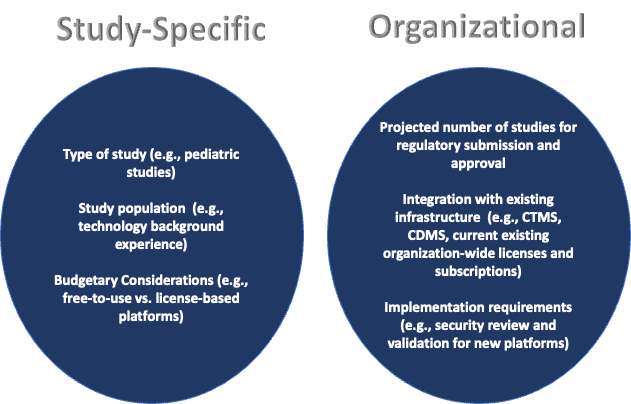 Study-Specific
Type of study (e.g., pediatric
studies)
Study population (e.g.,
technology background
experience)
Budgetary Considerations (e.g.,
free-to-use vs. license-based
platforms)
Organizational
Projected number of studies for
regulatory submission and
approval
Integration with existing
infrastructure (e.g., CTMS,
CDMS, current existing
organization-wide licenses and
subscriptions)
Implementation requirements
(e.g., security review and
validation for new platforms)